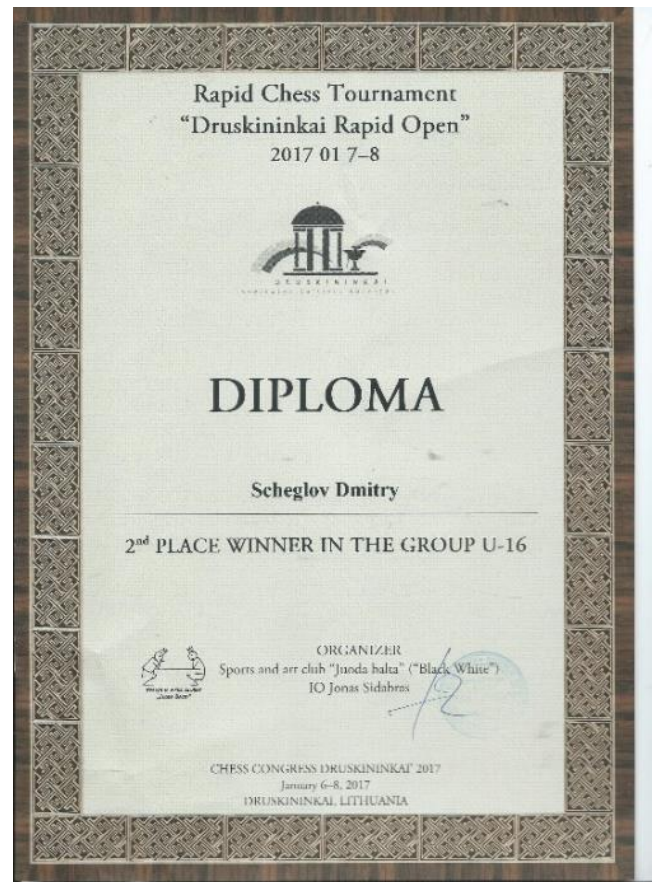 Rapid Chess Tournament
“Druskininkai Rapid Open”
2017 01 7–8
DRUSKININKAI
DIPLOMA
Scheglov Dmitry
2nd PLACE WINNER IN THE GROUP U-16
ORGANIZER
Sports and art club “Juoda balta” (“Black White”)
IO Jonas Sidabras
CHESS CONGRESS DRUSKININKAI’ 2017
January 6–8, 2017
DRUSKININKAI, LITHUANIA